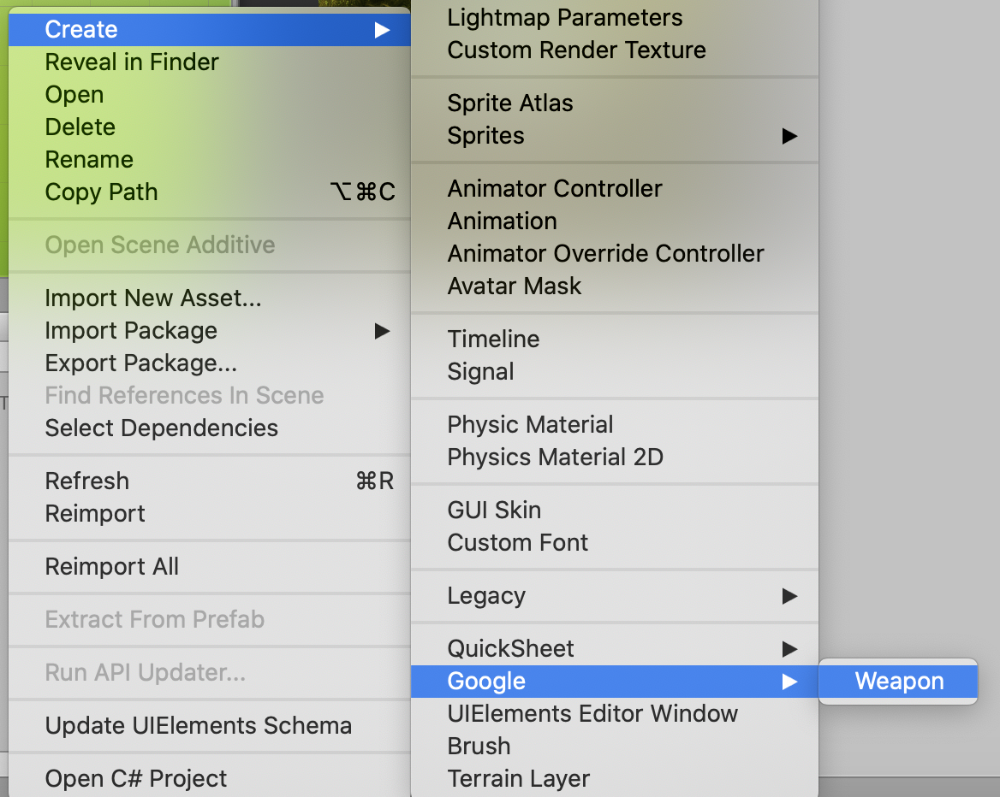 Create
Reveal in Finder
Open
Delete
Rename
Copy Path ⌥⌘C
Open Scene Additive
Import New Asset...
Import Package
Export Package...
Find References In Scene
Select Dependencies
Refresh ⌘R
Reimport
Reimport All
Extract From Prefab
Run API Updater...
Update UIElements Schema
Open C# Project
Lightmap Parameters
Custom Render Texture
Sprite Atlas
Sprites
Animator Controller
Animation
Animator Override Controller
Avatar Mask
Timeline
Signal
Physic Material
Physics Material 2D
GUI Skin
Custom Font
Legacy
QuickSheet
Google
UIElements Editor Window
Brush
Terrain Layer
Weapon